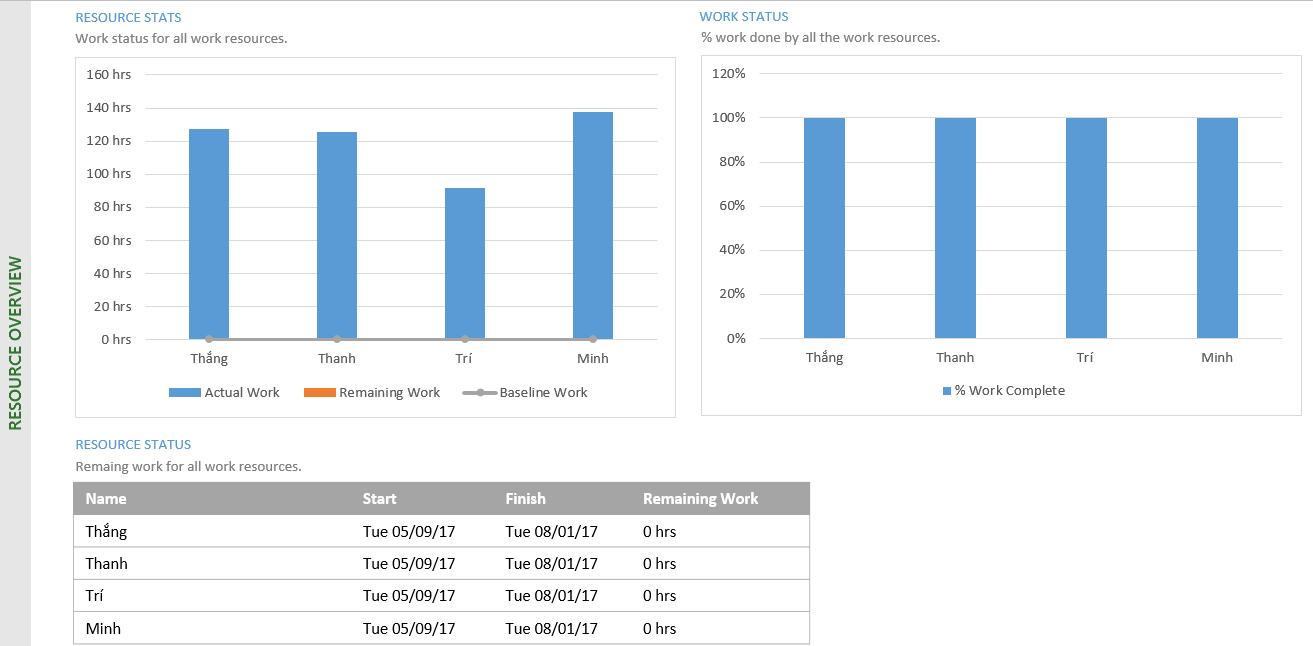 RESOURCE OVERVIEW
RESOURCE STATS
Work status for all work resources.
160 hrs
140 hrs
120 hrs
100 hrs
80 hrs
60 hrs
40 hrs
20 hrs
0 hrs
Thắng Thanh Trí Minh
Actual Work Remaining Work Baseline Work
WORK STATUS
% work done by all the work resources.
120%
100%
80%
60%
40%
20%
0%
Thắng Thanh Trí Minh
% Work Complete
RESOURCE STATUS
Remaing work for all work resources.
Name Start Finish Remaining Work
Thắng Tue 05/09/17 Tue 08/01/17 0 hrs
Thanh Tue 05/09/17 Tue 08/01/17 0 hrs
Trí Tue 05/09/17 Tue 08/01/17 0 hrs
Minh Tue 05/09/17 Tue 08/01/17 0 hrs